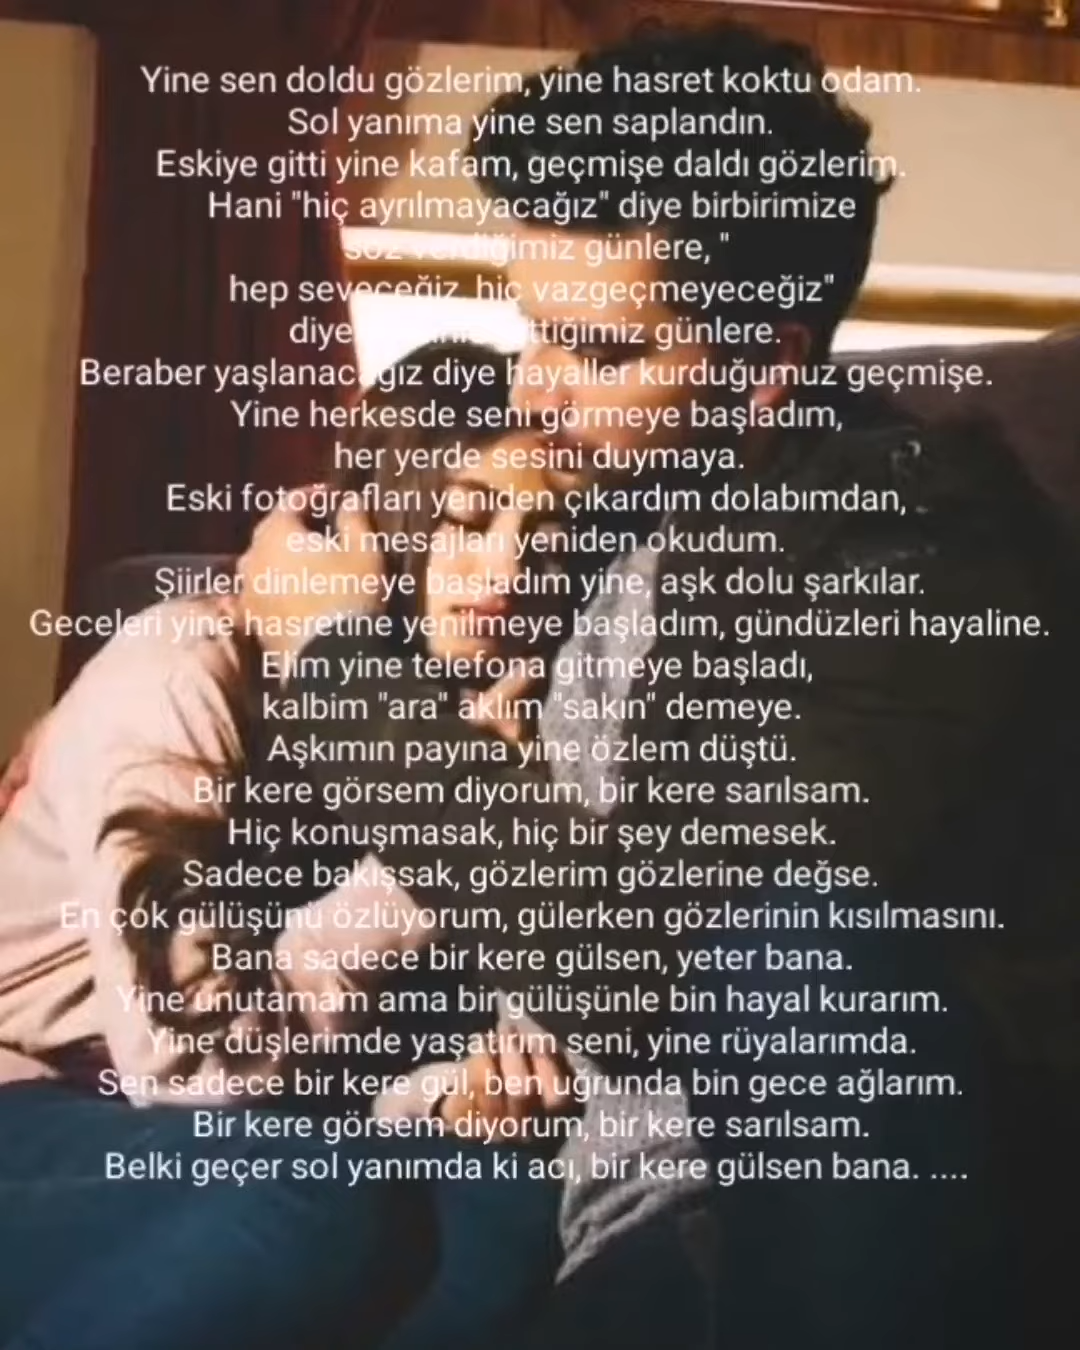 Yine sen doldu gözlerim, yine hasret koktu odam.
Sol yanıma yine sen saplandın.
Eskiye gitti yine kafam, geçmişe daldı gözlerim.
Hani "hiç ayrılmayacağız" diye birbirimize
söz verdiğimiz günlere, "
hep seveceğiz, hiç vazgeçmeyeceğiz"
diye günlere.
Beraber yaşlanacağız diye hayaller kurduğumuz geçmişe.
Yine herkesde seni görmeye başladım,
her yerde sesini duymaya.
Eski fotoğrafları yeniden çıkardım dolabımdan,
eski mesajları yeniden okudum.
Şiirler dinlemeye başladım yine, aşk dolu şarkılar.
Geceleri yine hasretine yenilmeye başladım, gündüzleri hayaline.
Elim yine telefona gitmeye başladı,
kalbim "ara" aklım "sakın" demeye.
Aşkımın payına yine özlem düştü.
Bir kere görsem diyorum, bir kere sarılsam.
Hiç konuşmasak, hiç bir şey demesek.
Sadece bakışsak, gözlerim gözlerine değse.
En çok gülüşünü özlüyorum, gülerken gözlerinin kısılmasını.
Bana sadece bir kere gülsen, yeter bana.
Yine unutamam ama bir gülüşünle bin hayal kurarım.
Yine düşlerimde yaşatırım seni, yine rüyalarımda.
Sen sadece bir kere gül, ben uğrunda bin gece ağlarım.
Bir kere görsem diyorum, bir kere sarılsam.
Belki geçer sol yanımda ki acı, bir kere gülsen bana. ....